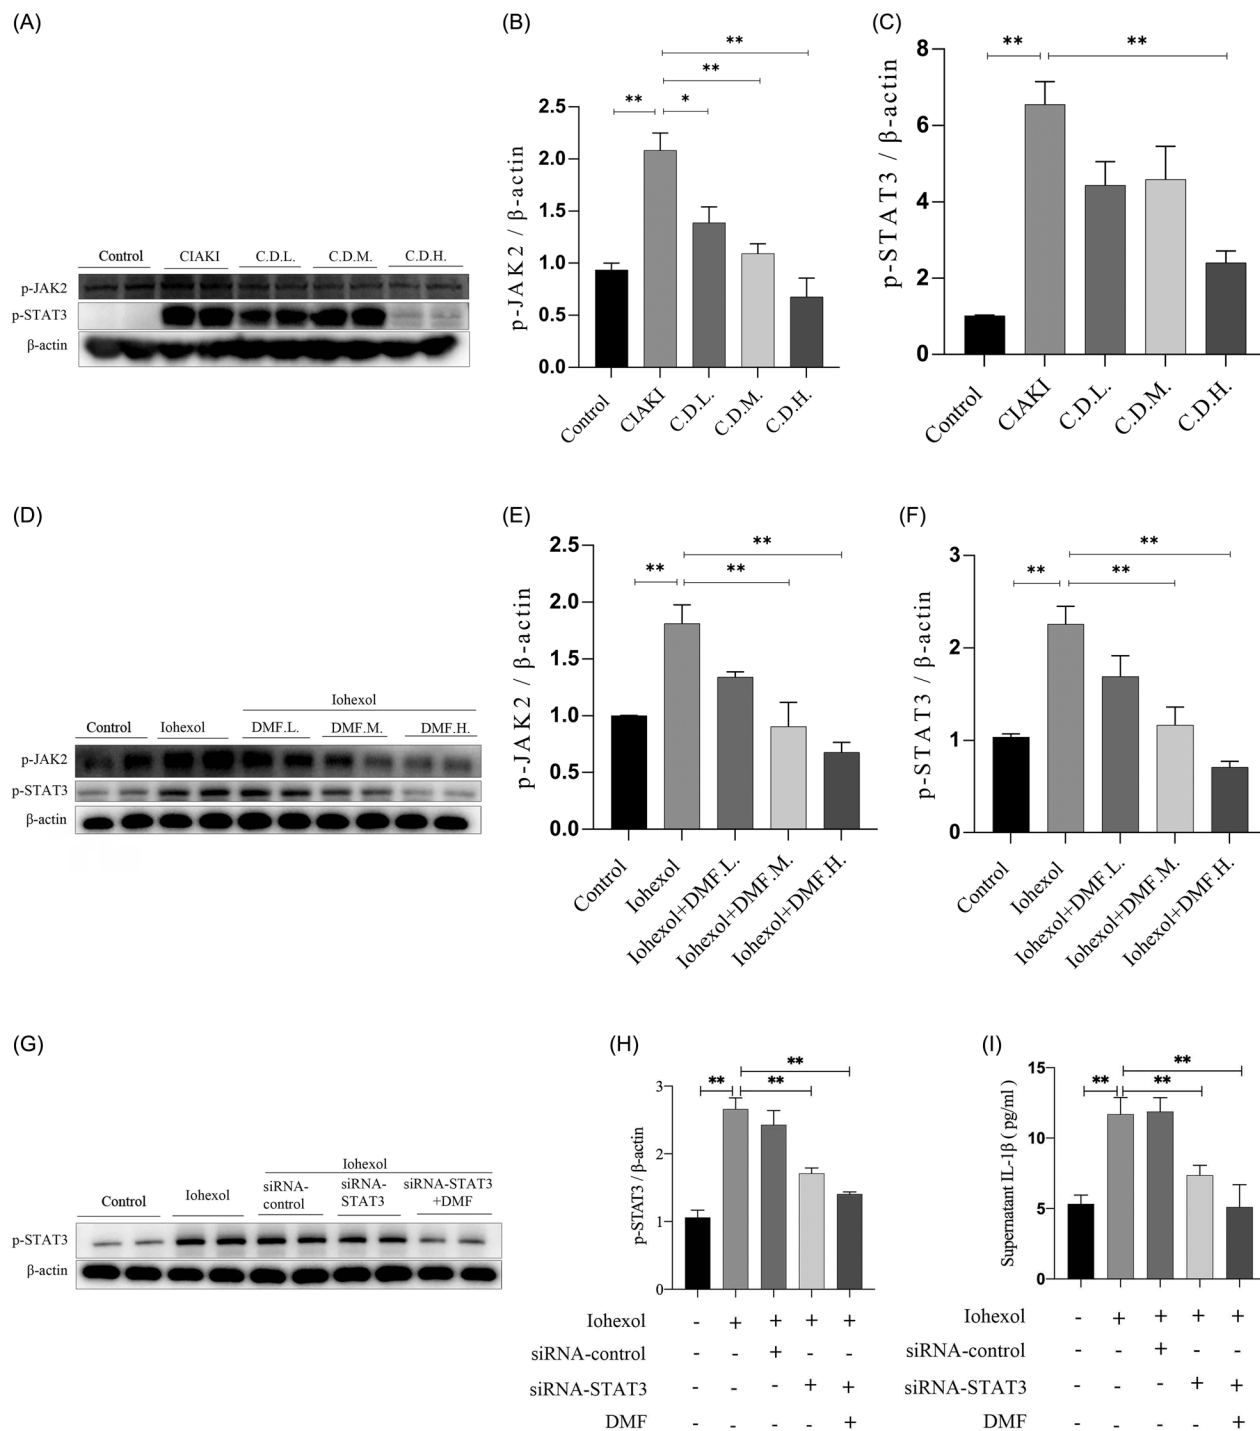 (A)
Control CIAKI C.D.L. C.D.M. C.D.H.
p-JAK2
p-STAT3
β-actin
(B)
p-JAK2 / β-actin
2.5
2.0
1.5
1.0
0.5
0.0
** * ** **
Control CIAKI C.D.L. C.D.M. C.D.H.
(C)
p-STAT3 / β-actin
8
6
4
2
0
** **
Control CIAKI C.D.L. C.D.M. C.D.H.
(D)
Iohexol
Control Iohexol DMF.L. DMF.M. DMF.H.
p-JAK2
p-STAT3
β-actin
(E)
p-JAK2 / β-actin
2.5
2.0
1.5
1.0
0.5
0.0
** ** **
Control Iohexol Iohexol+DMF.L. Iohexol+DMF.M. Iohexol+DMF.H.
(F)
p-STAT3 / β-actin
3
2
1
0
** ** **
Control Iohexol Iohexol+DMF.L. Iohexol+DMF.M. Iohexol+DMF.H.
(G)
Iohexol
Control Iohexol siRNA-control siRNA-STAT3 siRNA-STAT3+DMF
p-STAT3
β-actin
(H)
p-STAT3 / β-actin
3
2
1
0
** ** **
Iohexol - + + + +
siRNA-control - - + - -
siRNA-STAT3 - - - + +
DMF - - - - +
(I)
Supernatant IL-1β ( pg/ml )
15
10
5
0
** ** **
Iohexol - + + + +
siRNA-control - - + - -
siRNA-STAT3 - - - + +
DMF - - - - +